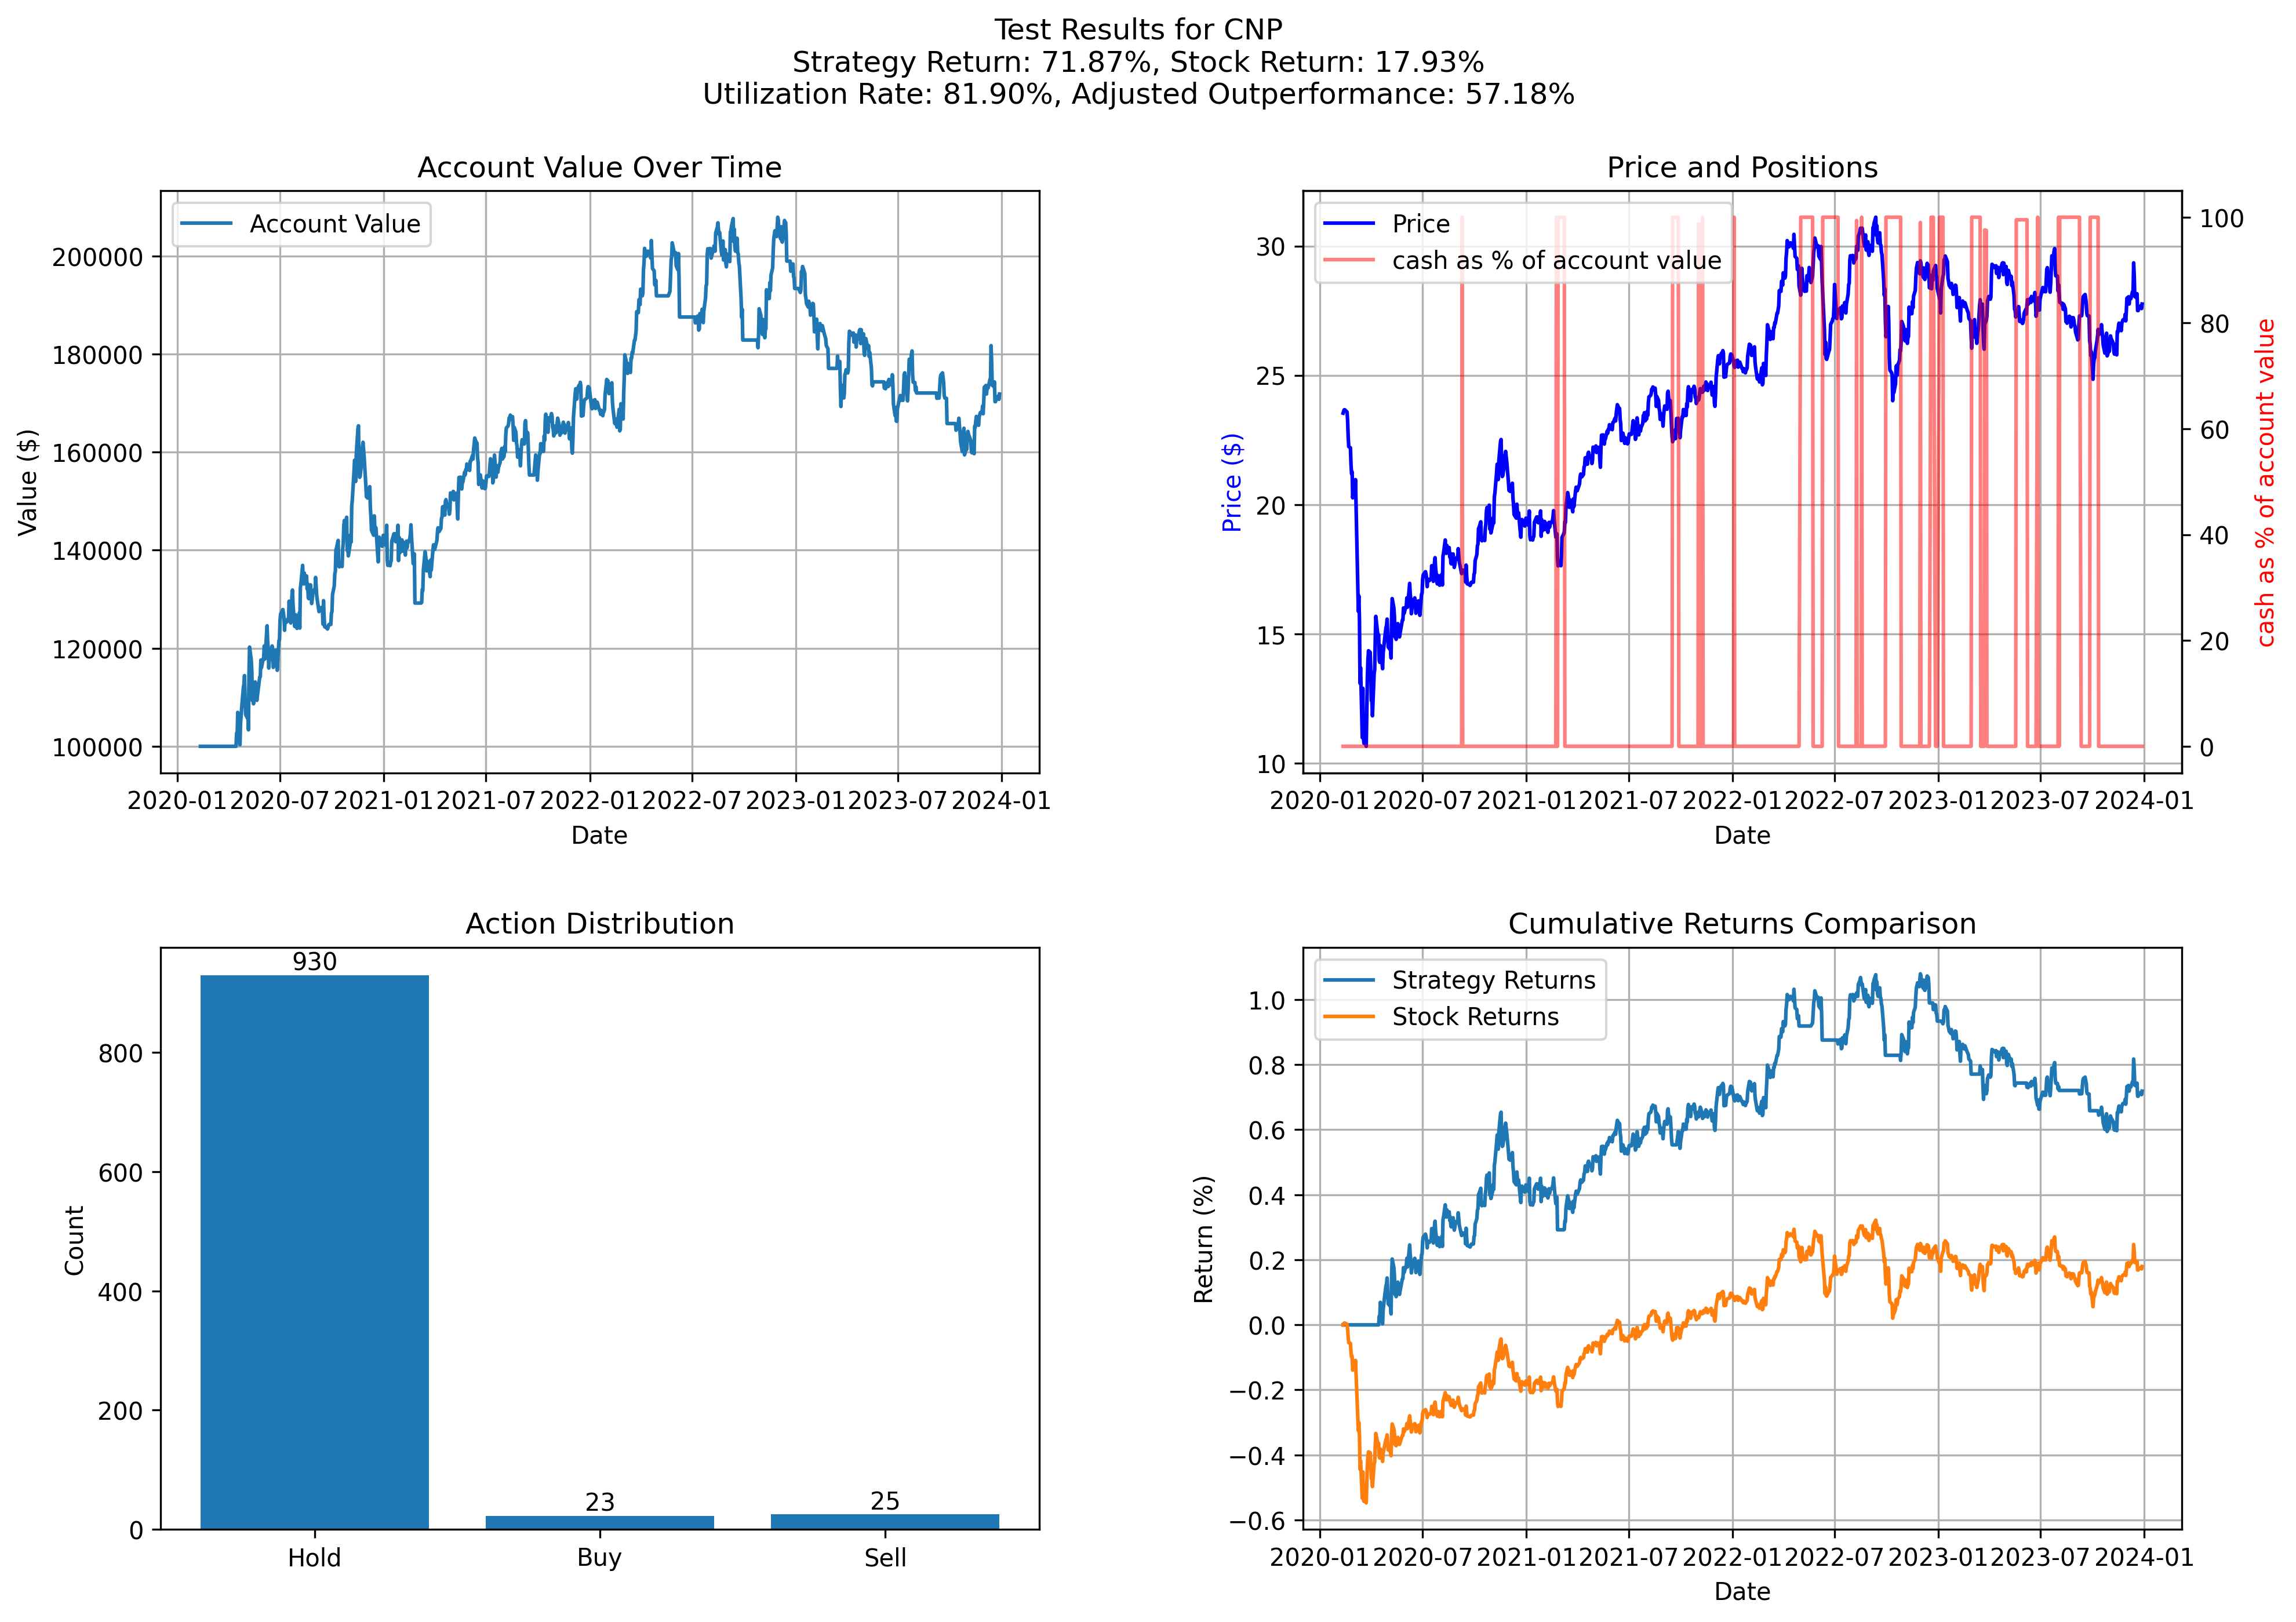 Test Results for CNP
Strategy Return: 71.87%, Stock Return: 17.93%
Utilization Rate: 81.90%, Adjusted Outperformance: 57.18%
Account Value Over Time
Account Value
200000
180000
160000
140000
120000
100000
Value ($)
2020-01 2020-07 2021-01 2021-07 2022-01 2022-07 2023-01 2023-07 2024-01
Date
Price and Positions
Price
cash as % of account value
30
25
20
15
10
Price ($)
100
80
60
40
20
0
cash as % of account value
2020-01 2020-07 2021-01 2021-07 2022-01 2022-07 2023-01 2023-07 2024-01
Date
Action Distribution
930
23
25
800
600
400
200
0
Count
Hold Buy Sell
Cumulative Returns Comparison
Strategy Returns
Stock Returns
1.0
0.8
0.6
0.4
0.2
0.0
−0.2
−0.4
−0.6
Return (%)
2020-01 2020-07 2021-01 2021-07 2022-01 2022-07 2023-01 2023-07 2024-01
Date